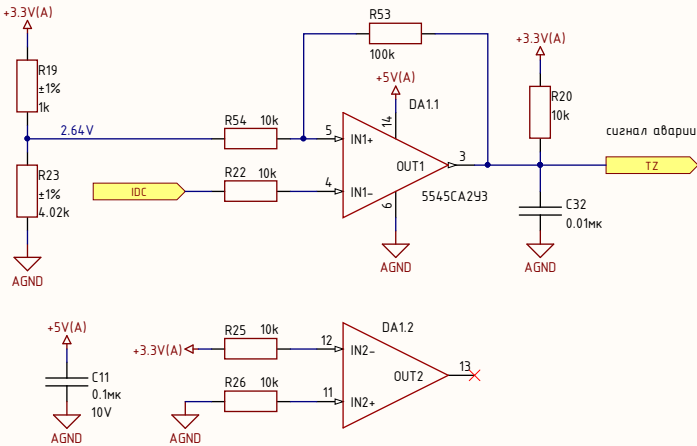 +3.3V(A)
R19
±1%
1k
2.64V
R23
±1%
4.02k
AGND
IDC
R54 10k
R22 10k
R53
100k
+5V(A)
DA1.1
14
5 IN1+
4 IN1-
OUT1 3
6
5545CA2У3
AGND
+3.3V(A)
R20
10k
сигнал аварии
TZ
C32
0.01мк
AGND
+5V(A)
C11
0.1мк
10V
AGND
+3.3V(A)
R25 10k
R26 10k
AGND
DA1.2
12 IN2-
11 IN2+
OUT2 13